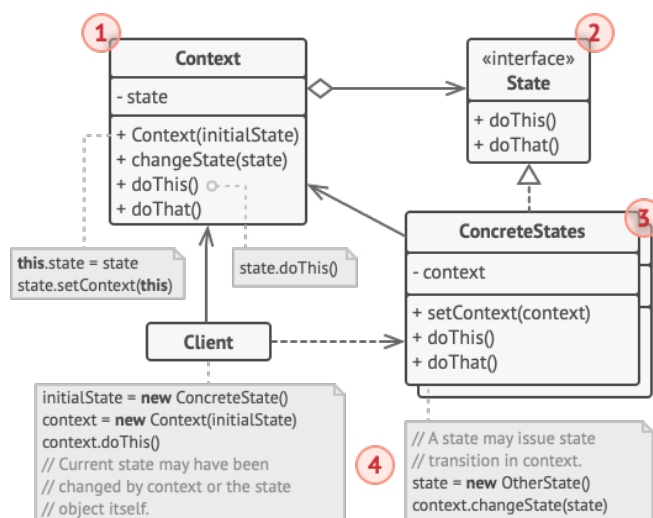 1
Context
- state
+ Context(initialState)
+ changeState(state)
+ doThis()
+ doThat()
2
«interface»
State
+ doThis()
+ doThat()
3
ConcreteStates
- context
+ setContext(context)
+ doThis()
+ doThat()
this.state = state
state.setContext(this)
state.doThis()
Client
initialState = new ConcreteState()
context = new Context(initialState)
context.doThis()
// Current state may have been
// changed by context or the state
// object itself.
4
// A state may issue state
// transition in context.
state = new OtherState()
context.changeState(state)